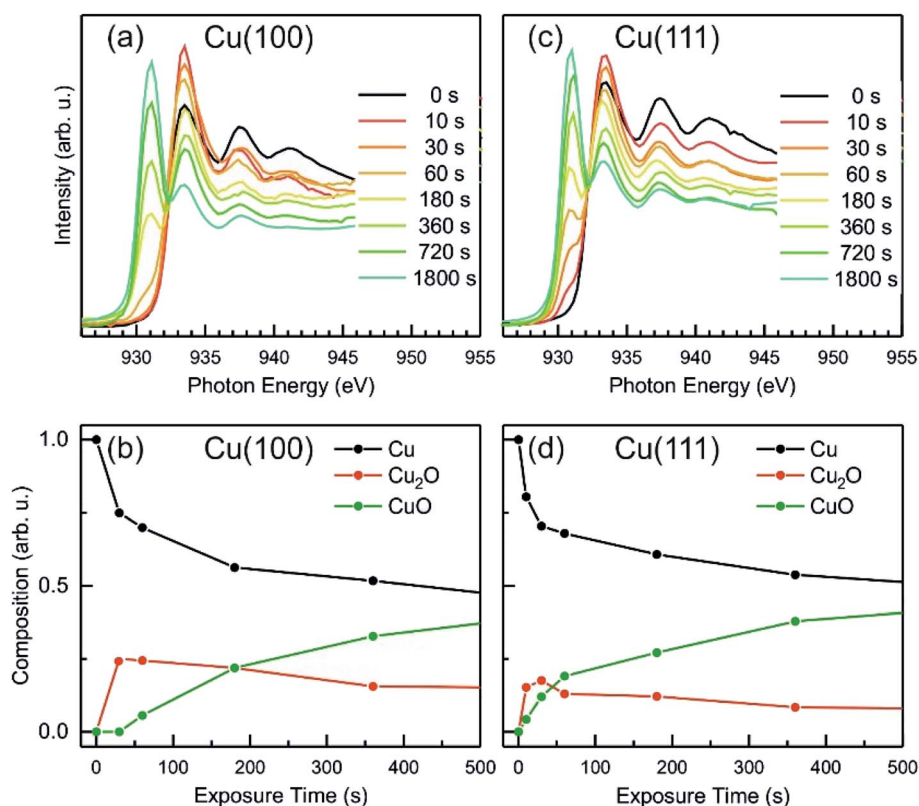 (a) Cu(100)
0 s
10 s
30 s
60 s
180 s
360 s
720 s
1800 s
Intensity (arb. u.)
930 935 940 945 950 955
Photon Energy (eV)
(c) Cu(111)
0 s
10 s
30 s
60 s
180 s
360 s
720 s
1800 s
930 935 940 945 950 955
Photon Energy (eV)
(b) Cu(100)
Cu
Cu₂O
CuO
1.0
0.5
0.0
Composition (arb. u.)
0 100 200 300 400 500
Exposure Time (s)
(d) Cu(111)
Cu
Cu₂O
CuO
0 100 200 300 400 500
Exposure Time (s)